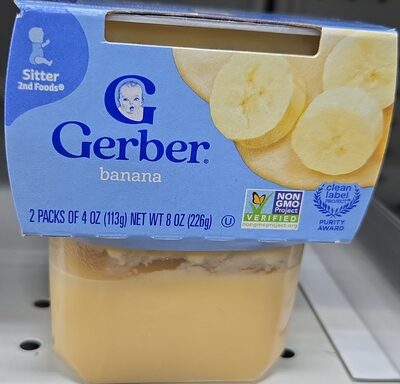 Sitter
2nd Foods®
G
Gerber®
banana
2 PACKS OF 4 OZ (113g) NET WT 8 OZ (226g)
U
NON
GMO
Project
VERIFIED
nongmoproject.org
clean
label
PROJECT
PURITY
AWARD